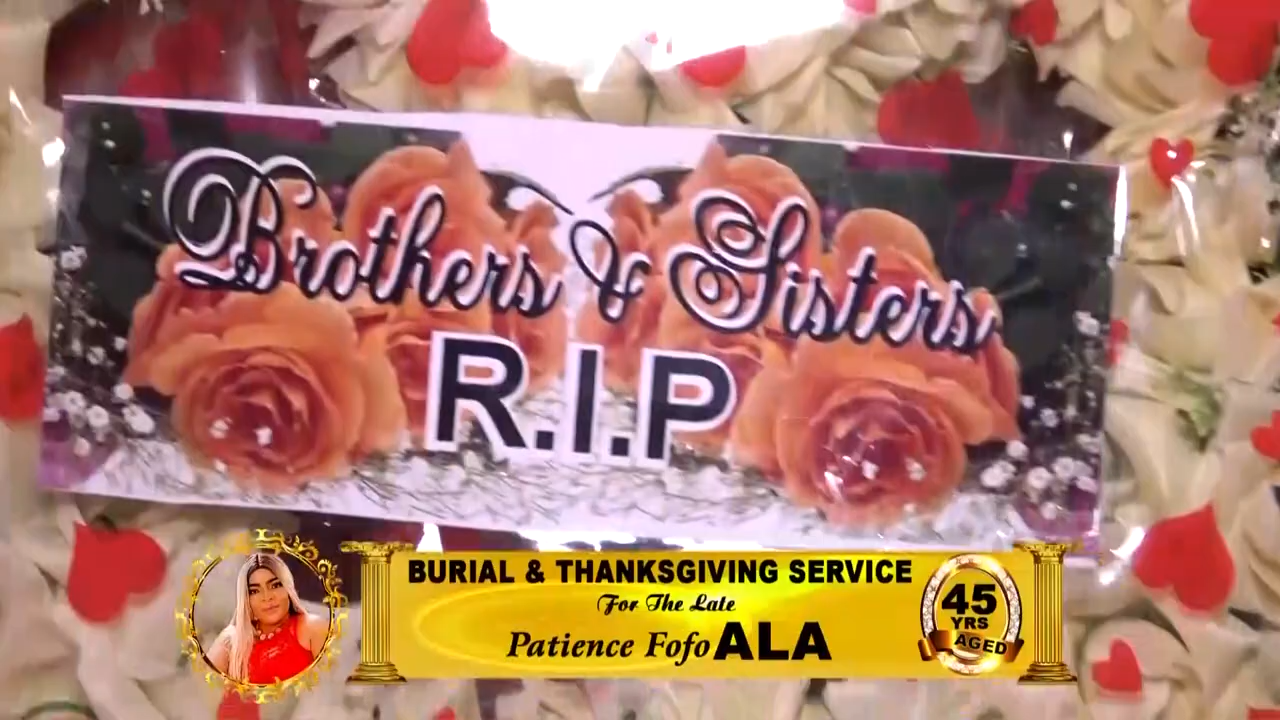 Brothers & Sisters
R.I.P
BURIAL & THANKSGIVING SERVICE
For The Late
Patience Fofo ALA
45
YRS
AGED